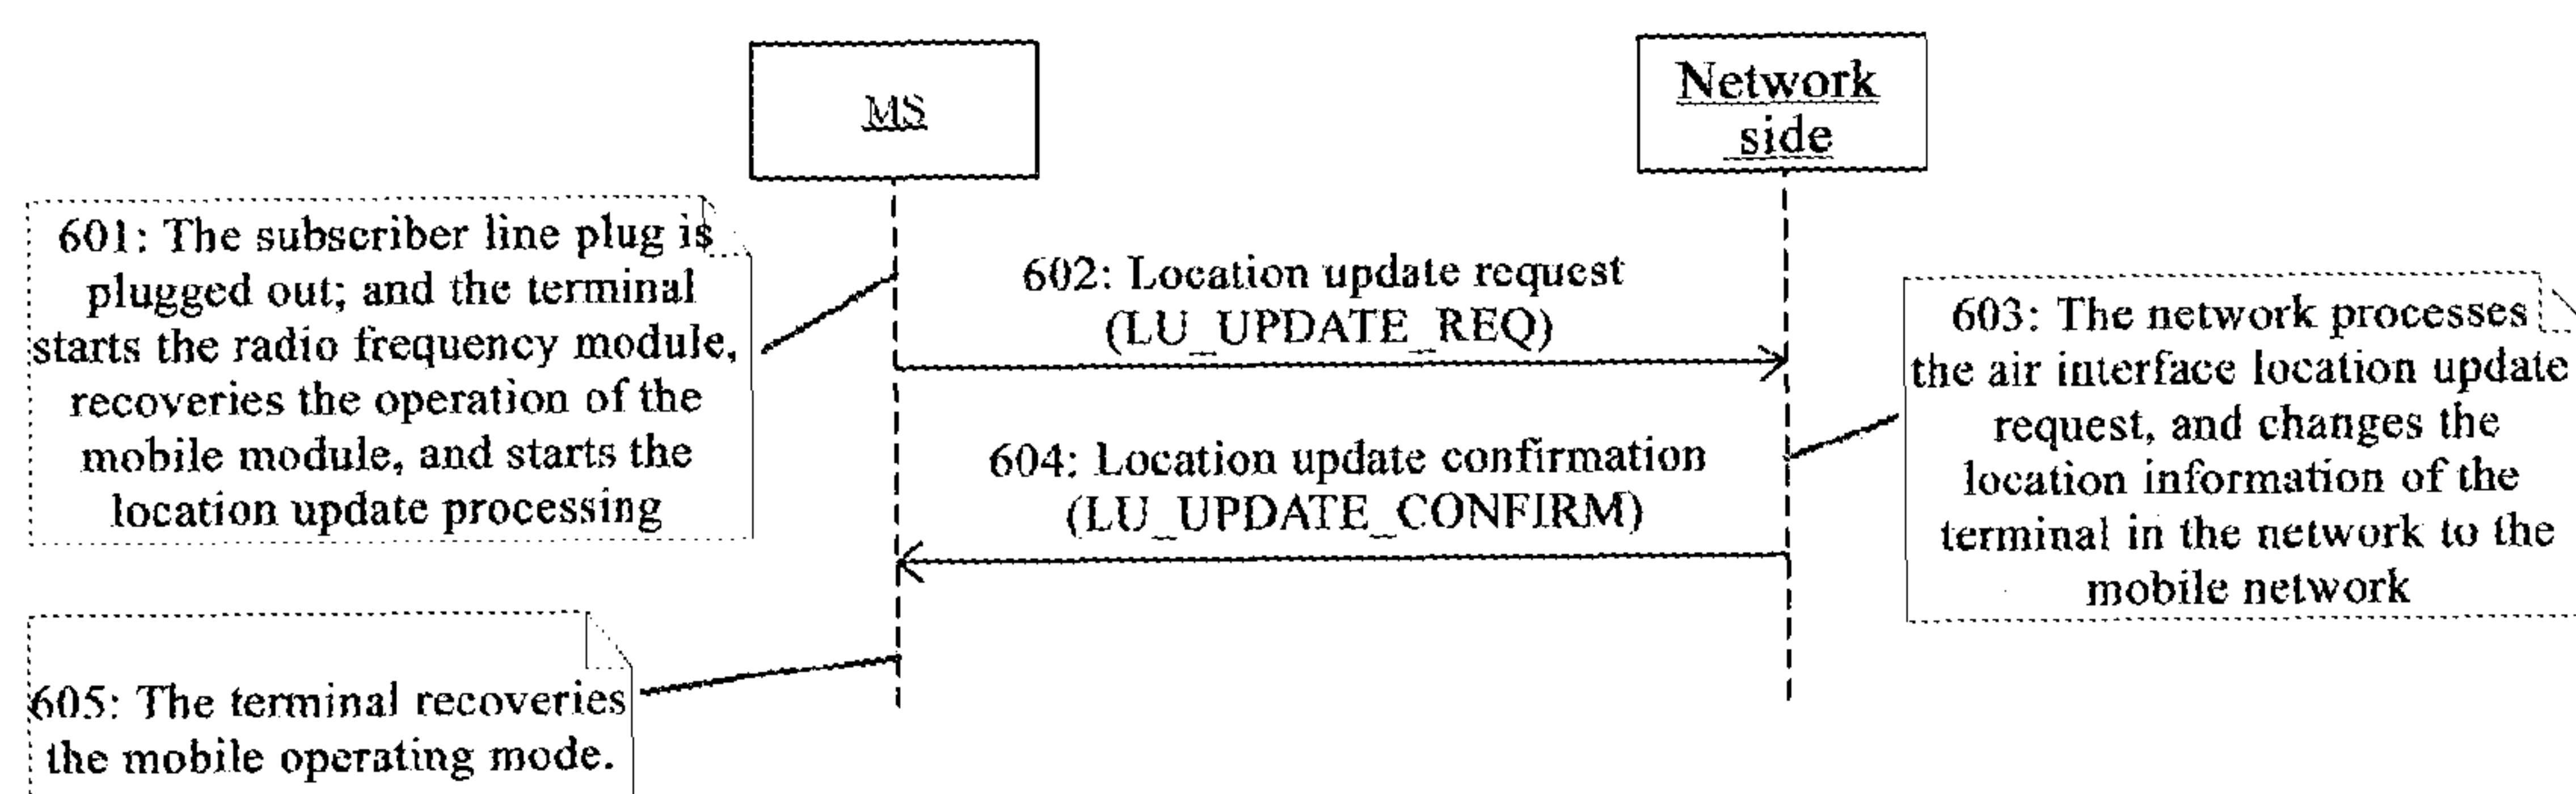 MS
Network
side
601: The subscriber line plug is
plugged out; and the terminal
starts the radio frequency module,
recoveries the operation of the
mobile module, and starts the
location update processing
602: Location update request
(LU_UPDATE_REQ)
603: The network processes
the air interface location update
request, and changes the
location information of the
terminal in the network to the
mobile network
604: Location update confirmation
(LU_UPDATE_CONFIRM)
605: The terminal recoveries
the mobile operating mode.